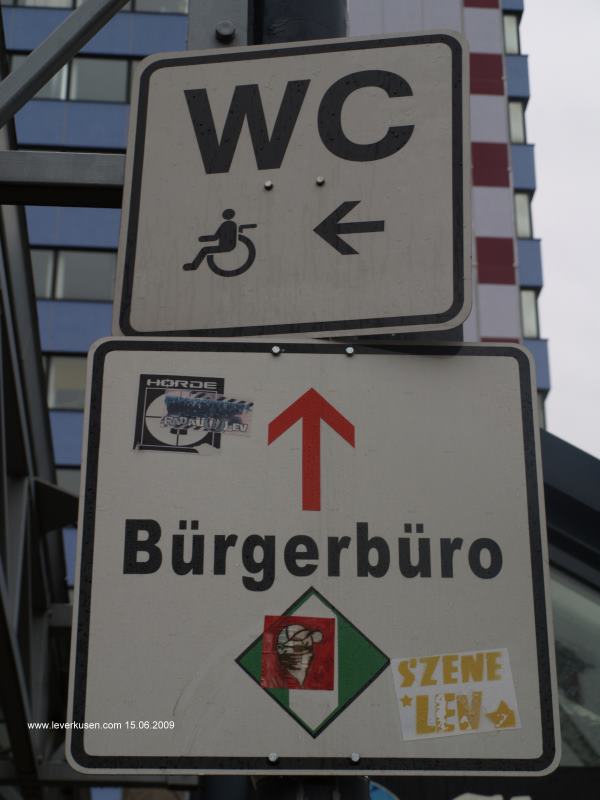 WC
HORDE
LEV
Bürgerbüro
SZENE
LEV
www.leverkusen.com 15.06.2009